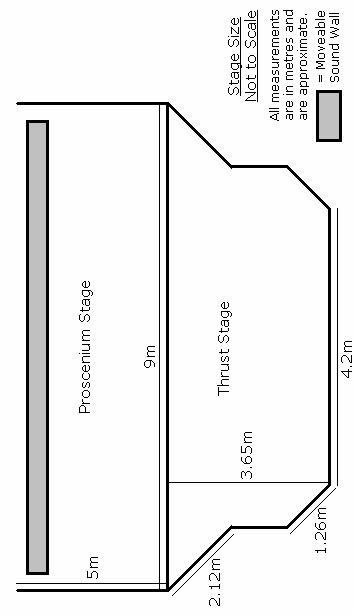 Stage Size
Not to Scale
All measurements
are in metres and
are approximate.
= Moveable
Sound Wall
Proscenium Stage
5m
9m
Thrust Stage
3.65m
2.12m
1.26m
4.2m